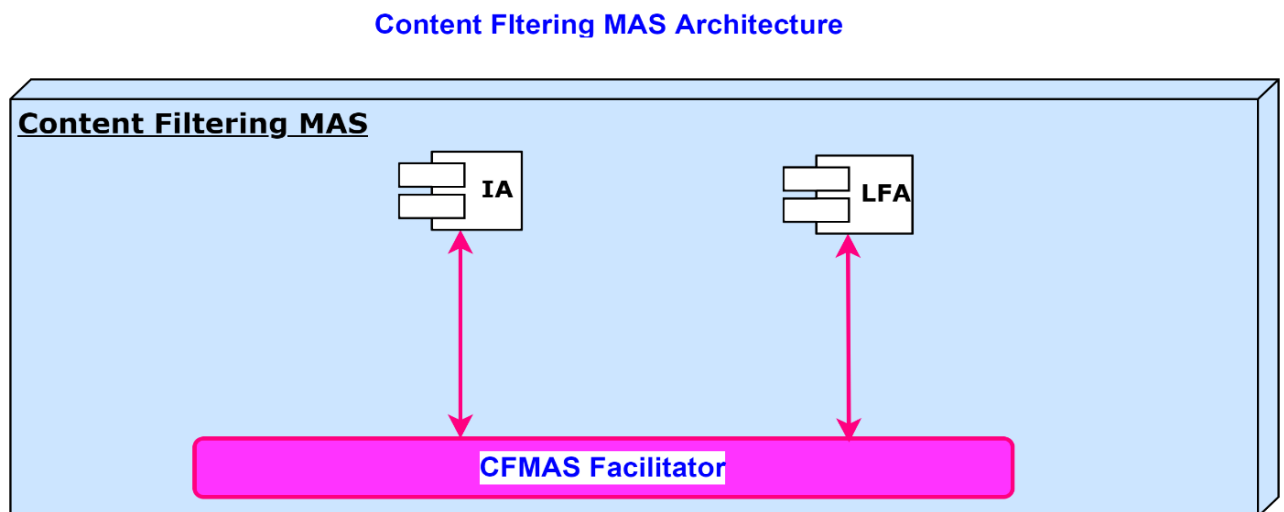 Content Fltering MAS Architecture
Content Filtering MAS
IA
LFA
CFMAS Facilitator